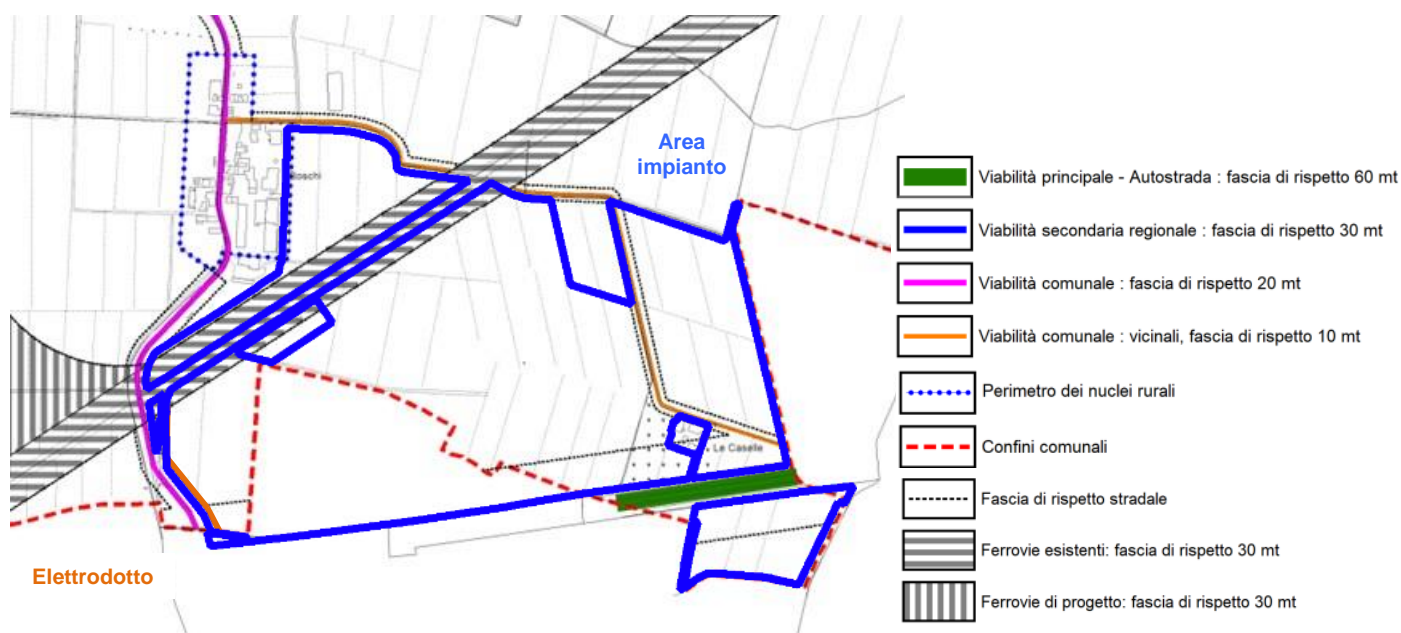 Area
impianto
Boschi
Le Caselle
Elettrodotto
Viabilità principale - Autostrada : fascia di rispetto 60 mt
Viabilità secondaria regionale : fascia di rispetto 30 mt
Viabilità comunale : fascia di rispetto 20 mt
Viabilità comunale : vicinali, fascia di rispetto 10 mt
Perimetro dei nuclei rurali
Confini comunali
Fascia di rispetto stradale
Ferrovie esistenti: fascia di rispetto 30 mt
Ferrovie di progetto: fascia di rispetto 30 mt